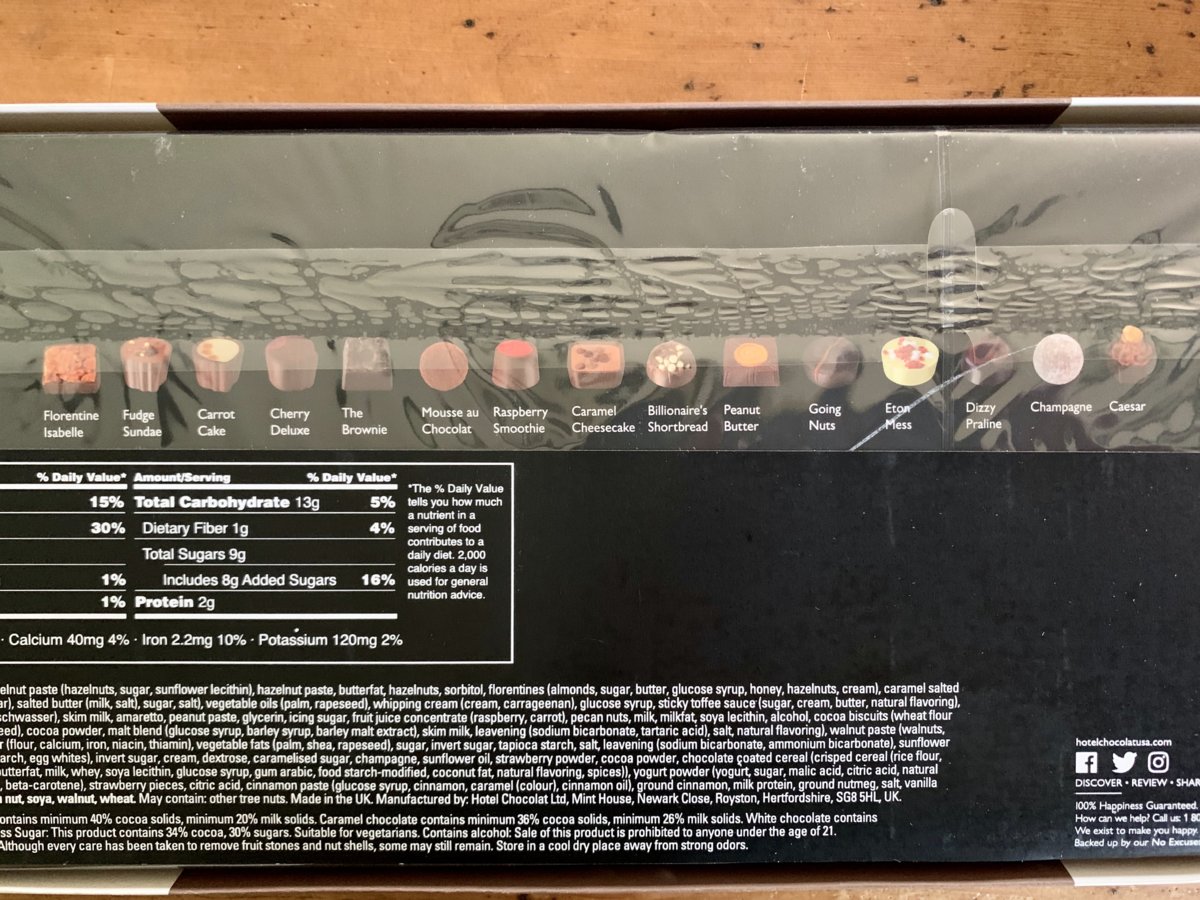 Florentine Isabelle
Fudge Sundae
Carrot Cake
Cherry Deluxe
The Brownie
Mousse au Chocolat
Raspberry Smoothie
Caramel Cheesecake
Billionaire's Shortbread
Peanut Butter
Going Nuts
Eton Mess
Dizzy Praline
Champagne
Caesar
% Daily Value* Amount/Serving % Daily Value*
15% Total Carbohydrate 13g 5%
30% Dietary Fiber 1g 4%
Total Sugars 9g
1% Includes 8g Added Sugars 16%
1% Protein 2g
· Calcium 40mg 4% · Iron 2.2mg 10% · Potassium 120mg 2%
*The % Daily Value
tells you how much
a nutrient in a
serving of food
contributes to a
daily diet. 2,000
calories a day is
used for general
nutrition advice.
elnut paste (hazelnuts, sugar, sunflower lecithin), hazelnut paste, butterfat, hazelnuts, sorbitol, florentines (almonds, sugar, butter, glucose syrup, honey, hazelnuts, cream), caramel salted
ar), salted butter (milk, salt), sugar, salt), vegetable oils (palm, rapeseed), whipping cream (cream, carrageenan), glucose syrup, sticky toffee sauce (sugar, cream, butter, natural flavoring),
schwasser), skim milk, amaretto, peanut paste, glycerin, icing sugar, fruit juice concentrate (raspberry, carrot), pecan nuts, milk, milkfat, soya lecithin, alcohol, cocoa biscuits (wheat flour
eed), cocoa powder, malt blend (glucose syrup, barley syrup, barley malt extract), skim milk, leavening (sodium bicarbonate, tartaric acid), salt, natural flavoring), walnut paste (walnuts,
r (flour, calcium, iron, niacin, thiamin), vegetable fats (palm, shea, rapeseed), sugar, invert sugar, tapioca starch, salt, leavening (sodium bicarbonate, ammonium bicarbonate), sunflower
arch, egg whites), invert sugar, cream, dextrose, caramelised sugar, champagne, sunflower oil, strawberry powder, cocoa powder, chocolate coated cereal (crisped cereal (rice flour,
utterfat, milk, whey, soya lecithin, glucose syrup, gum arabic, food starch-modified, coconut fat, natural flavoring, spices)), yogurt powder (yogurt, sugar, malic acid, citric acid, natural
, beta-carotene), strawberry pieces, citric acid, cinnamon paste (glucose syrup, cinnamon, caramel (colour), cinnamon oil), ground cinnamon, milk protein, ground nutmeg, salt, vanilla
nut, soya, walnut, wheat. May contain: other tree nuts. Made in the UK. Manufactured by: Hotel Chocolat Ltd, Mint House, Newark Close, Royston, Hertfordshire, SG8 5HL, UK.
ontains minimum 40% cocoa solids, minimum 20% milk solids. Caramel chocolate contains minimum 36% cocoa solids, minimum 26% milk solids. White chocolate contains
ss Sugar: This product contains 34% cocoa, 30% sugars. Suitable for vegetarians. Contains alcohol: Sale of this product is prohibited to anyone under the age of 21.
Although every care has been taken to remove fruit stones and nut shells, some may still remain. Store in a cool dry place away from strong odors.
hotelchocolatusa.com
DISCOVER • REVIEW • SHAR
100% Happiness Guaranteed.
How can we help? Call us: 1 80
We exist to make you happy
Backed up by our No Excuse